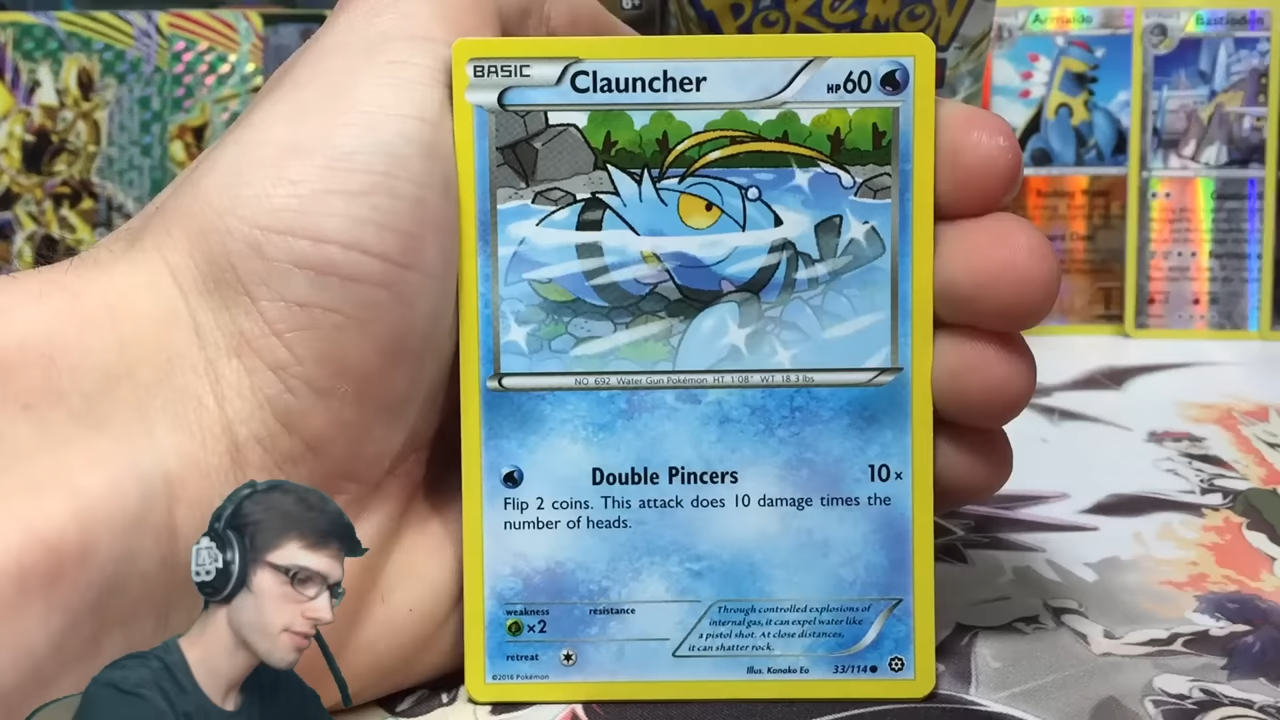 POKéMON
Armaldo
Bastiodon
BASIC
Clauncher
HP60
NO. 692 Water Gun Pokémon HT. 1'08" WT. 18.3 lbs
Double Pincers 10×
Flip 2 coins. This attack does 10 damage times the
number of heads.
weakness resistance
×2
retreat
Through controlled explosions of
internal gas, it can expel water like
a pistol shot. At close distances,
it can shatter rock.
Illus. Kanako Eo 33/114
©2016 Pokémon